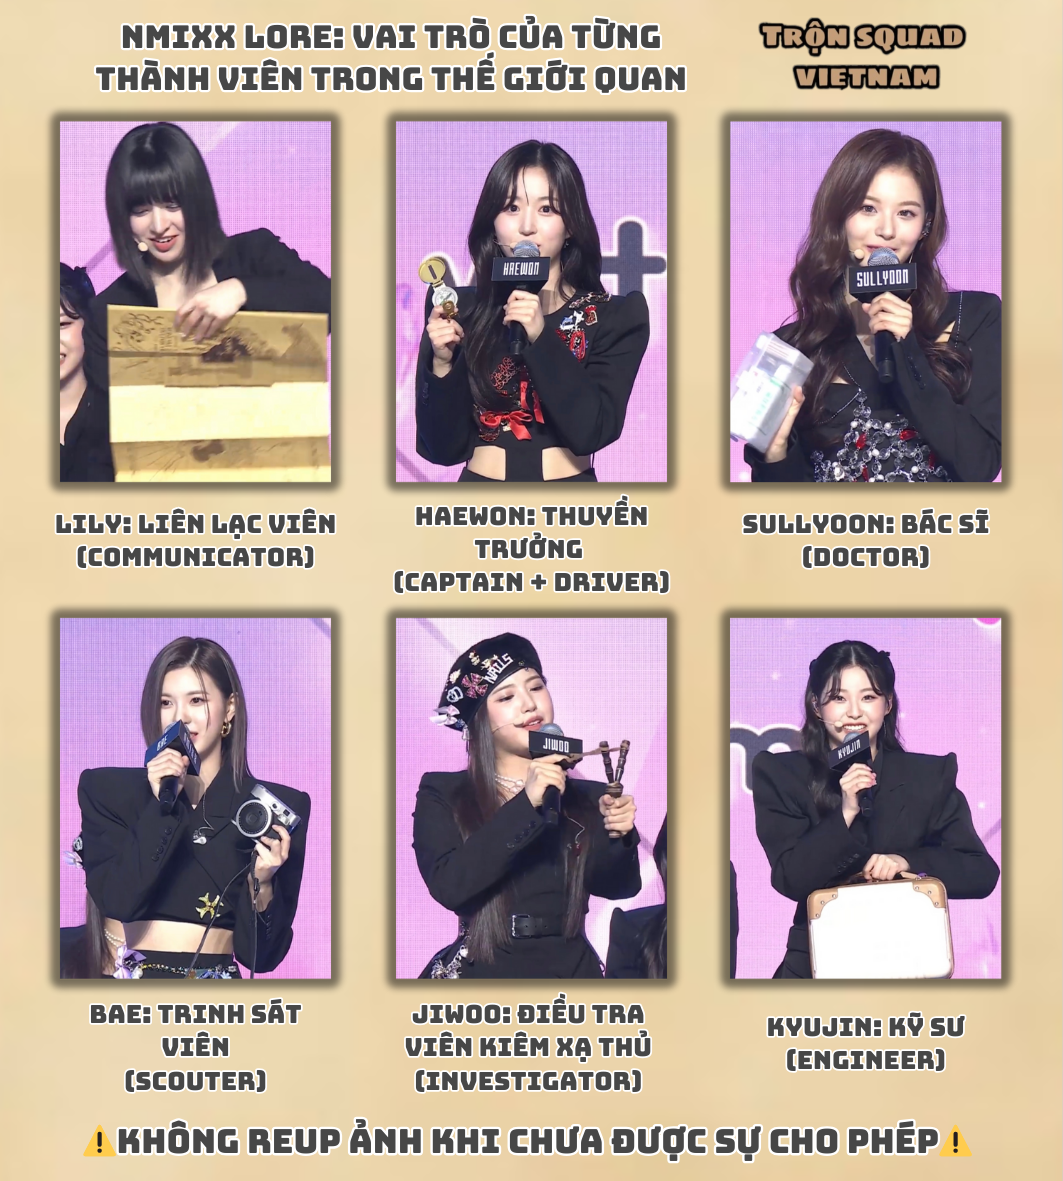 NMIXX LORE: VAI TRÒ CỦA TỪNG
THÀNH VIÊN TRONG THẾ GIỚI QUAN
TRỘN SQUAD
VIETNAM
HAEWON
SULLYOON
LILY: LIÊN LẠC VIÊN
(COMMUNICATOR)
HAEWON: THUYỀN
TRƯỞNG
(CAPTAIN + DRIVER)
SULLYOON: BÁC SĨ
(DOCTOR)
NAILS
BAE
JIWOO
KYUJIN
BAE: TRINH SÁT
VIÊN
(SCOUTER)
JIWOO: ĐIỀU TRA
VIÊN KIÊM XẠ THỦ
(INVESTIGATOR)
KYUJIN: KỸ SƯ
(ENGINEER)
⚠️KHÔNG REUP ẢNH KHI CHƯA ĐƯỢC SỰ CHO PHÉP⚠️